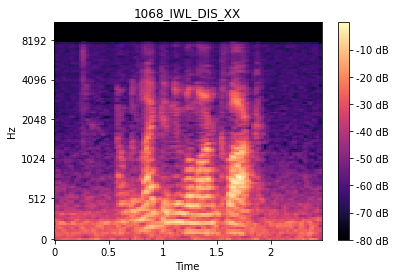 1068_IWL_DIS_XX
8192
4096
2048
1024
512
0
Hz
0
0.5
1
1.5
2
Time
-10 dB
-20 dB
-30 dB
-40 dB
-50 dB
-60 dB
-70 dB
-80 dB